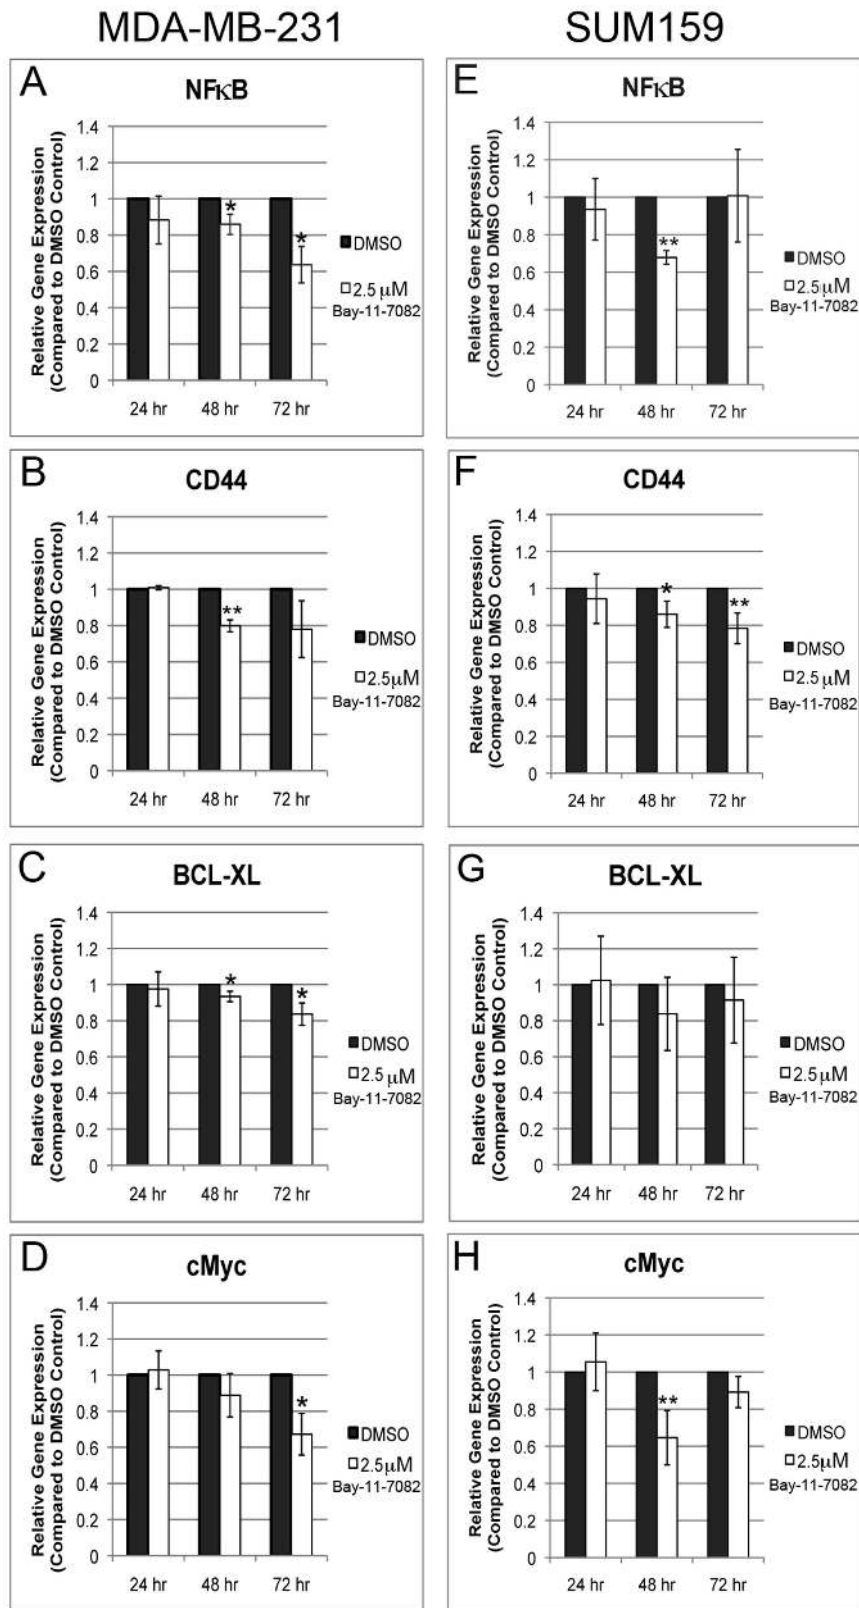 MDA-MB-231
SUM159
A
NFκB
Relative Gene Expression
(Compared to DMSO Control)
1.4
1.2
1
0.8
0.6
0.4
0.2
0
*
*
24 hr 48 hr 72 hr
DMSO
2.5 μM
Bay-11-7082
E
NFκB
Relative Gene Expression
(Compared to DMSO Control)
1.4
1.2
1
0.8
0.6
0.4
0.2
0
**
24 hr 48 hr 72 hr
DMSO
2.5 μM
Bay-11-7082
B
CD44
Relative Gene Expression
(Compared to DMSO Control)
1.4
1.2
1
0.8
0.6
0.4
0.2
0
**
24 hr 48 hr 72 hr
DMSO
2.5μM
Bay-11-7082
F
CD44
Relative Gene Expression
(Compared to DMSO Control)
1.4
1.2
1
0.8
0.6
0.4
0.2
0
*
**
24 hr 48 hr 72 hr
DMSO
2.5 μM
Bay-11-7082
C
BCL-XL
Relative Gene Expression
(Compared to DMSO Control)
1.4
1.2
1
0.8
0.6
0.4
0.2
0
*
*
24 hr 48 hr 72 hr
DMSO
2.5 μM
Bay-11-7082
G
BCL-XL
Relative Gene Expression
(Compared to DMSO Control)
1.4
1.2
1
0.8
0.6
0.4
0.2
0
24 hr 48 hr 72 hr
DMSO
2.5 μM
Bay-11-7082
D
cMyc
Relative Gene Expression
(Compared to DMSO Control)
1.4
1.2
1
0.8
0.6
0.4
0.2
0
*
24 hr 48 hr 72 hr
DMSO
2.5μM
Bay-11-7082
H
cMyc
Relative Gene Expression
(Compared to DMSO Control)
1.4
1.2
1
0.8
0.6
0.4
0.2
0
**
24 hr 48 hr 72 hr
DMSO
2.5μM
Bay-11-7082